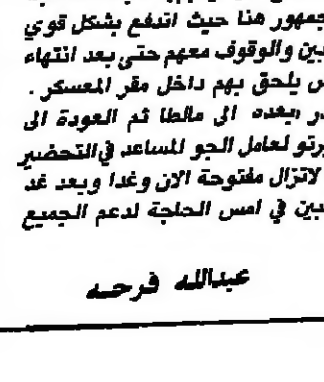 جمهور هنا حيث اندفع بشكل قوي
بين والوقوف معهم حتى بعد انتهاء
س يلحق بهم داخل مقر المعسكر .
ر ,بعده الى مالطا ثم العودة الى
برتو لعامل الجو المساعد في التحضير
لاتزال مفتوحة الان وغدا وبعد غد
بين في امس الحاجة لدعم الجميع
عبدالله فرحه